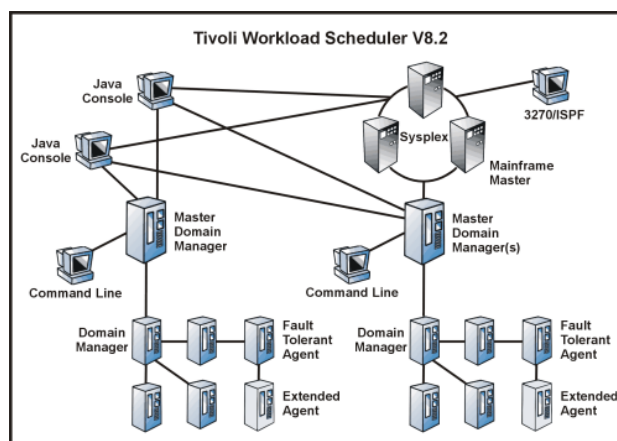 Tivoli Workload Scheduler V8.2
Java
Console
3270/ISPF
Sysplex
Java
Console
Mainframe
Master
Master
Domain
Manager
Master
Domain
Manager(s)
Command Line
Command Line
Domain
Manager
Fault
Tolerant
Agent
Domain
Manager
Fault
Tolerant
Agent
Extended
Agent
Extended
Agent